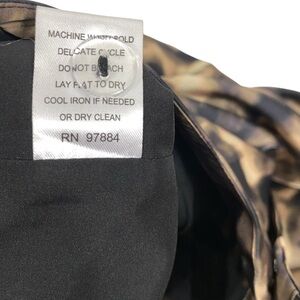 MACHINE WASH COLD
DELICATE CYCLE
DO NOT BLEACH
LAY FLAT TO DRY
COOL IRON IF NEEDED
OR DRY CLEAN
RN 97884